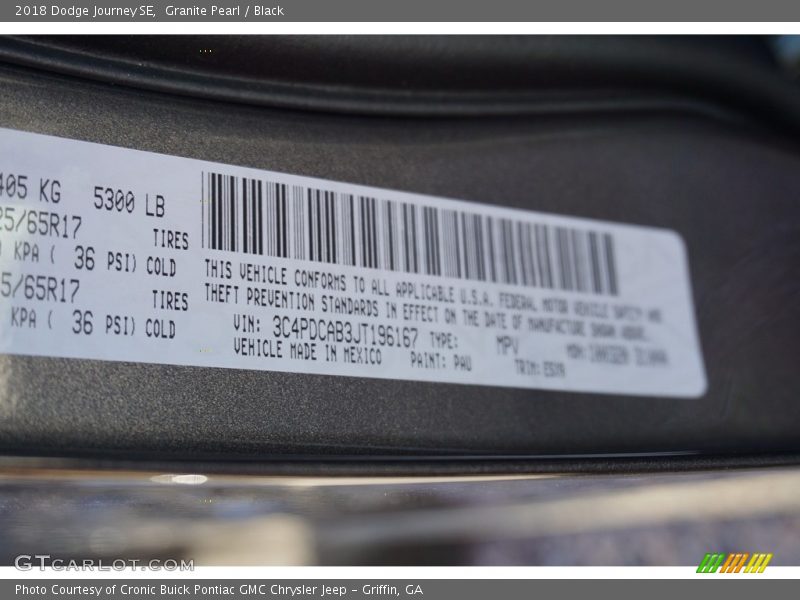 2018 Dodge Journey SE, Granite Pearl / Black
405 KG 5300 LB
25/65R17 TIRES
KPA ( 36 PSI) COLD
5/65R17 TIRES
KPA ( 36 PSI) COLD
THIS VEHICLE CONFORMS TO ALL APPLICABLE U.S.A. FEDERAL MOTOR VEHICLE SAFETY AND
THEFT PREVENTION STANDARDS IN EFFECT ON THE DATE OF MANUFACTURE SHOWN ABOVE.
VIN: 3C4PDCAB3JT196167 TYPE: MPV
VEHICLE MADE IN MEXICO PAINT: PAU TRIM:
GTCARLOT.COM
Photo Courtesy of Cronic Buick Pontiac GMC Chrysler Jeep - Griffin, GA